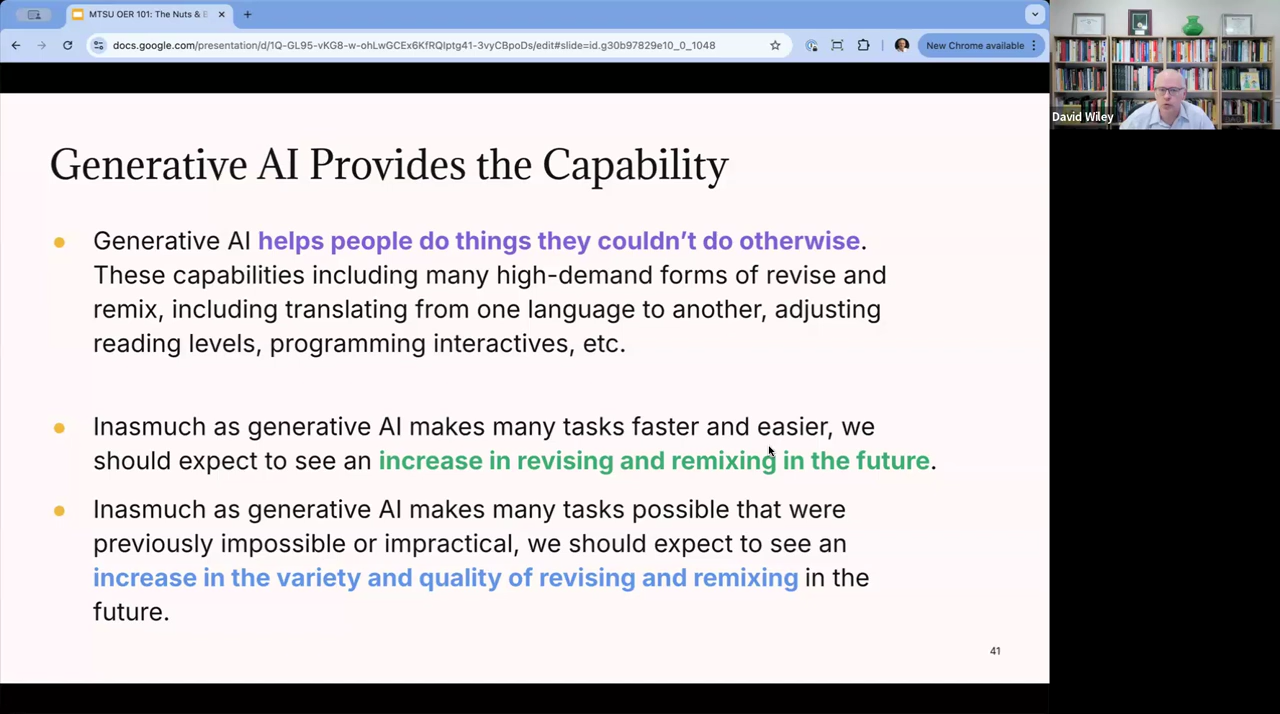 MTSU OER 101: The Nuts & B
docs.google.com/presentation/d/1Q-GL95-vKG8-w-ohLwGCEx6KfRQlptg41-3vyCBpoDs/edit#slide=id.g30b97829e10_0_1048
New Chrome available
David Wiley
Generative AI Provides the Capability
Generative AI helps people do things they couldn’t do otherwise.
These capabilities including many high-demand forms of revise and
remix, including translating from one language to another, adjusting
reading levels, programming interactives, etc.
Inasmuch as generative AI makes many tasks faster and easier, we
should expect to see an increase in revising and remixing in the future.
Inasmuch as generative AI makes many tasks possible that were
previously impossible or impractical, we should expect to see an
increase in the variety and quality of revising and remixing in the
future.
41